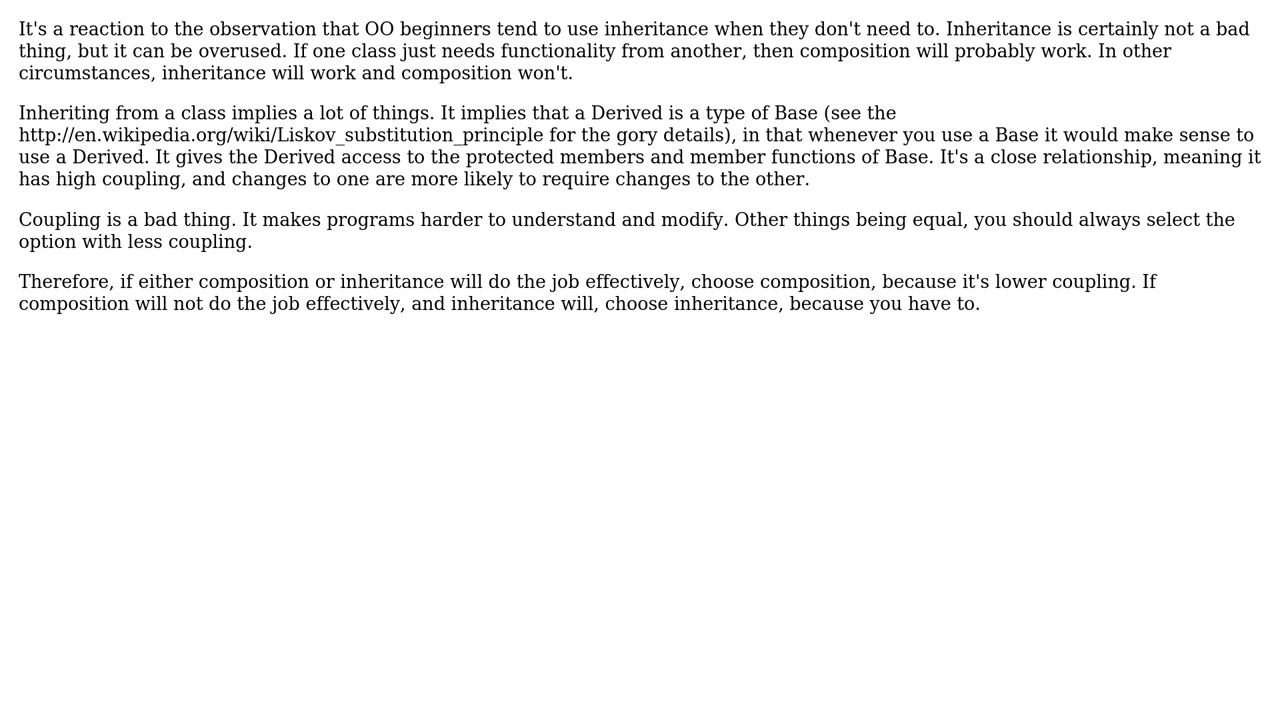 It's a reaction to the observation that OO beginners tend to use inheritance when they don't need to. Inheritance is certainly not a bad
thing, but it can be overused. If one class just needs functionality from another, then composition will probably work. In other
circumstances, inheritance will work and composition won't.
Inheriting from a class implies a lot of things. It implies that a Derived is a type of Base (see the
http://en.wikipedia.org/wiki/Liskov_substitution_principle for the gory details), in that whenever you use a Base it would make sense to
use a Derived. It gives the Derived access to the protected members and member functions of Base. It's a close relationship, meaning it
has high coupling, and changes to one are more likely to require changes to the other.
Coupling is a bad thing. It makes programs harder to understand and modify. Other things being equal, you should always select the
option with less coupling.
Therefore, if either composition or inheritance will do the job effectively, choose composition, because it's lower coupling. If
composition will not do the job effectively, and inheritance will, choose inheritance, because you have to.